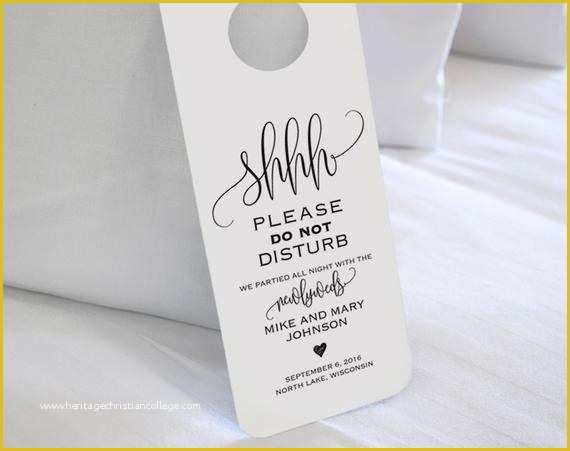 shhh
PLEASE
DO NOT
DISTURB
WE PARTIED ALL NIGHT WITH THE
newlyweds
MIKE AND MARY
JOHNSON
SEPTEMBER 6, 2016
NORTH LAKE, WISCONSIN
www.heritagechristiancollege.com